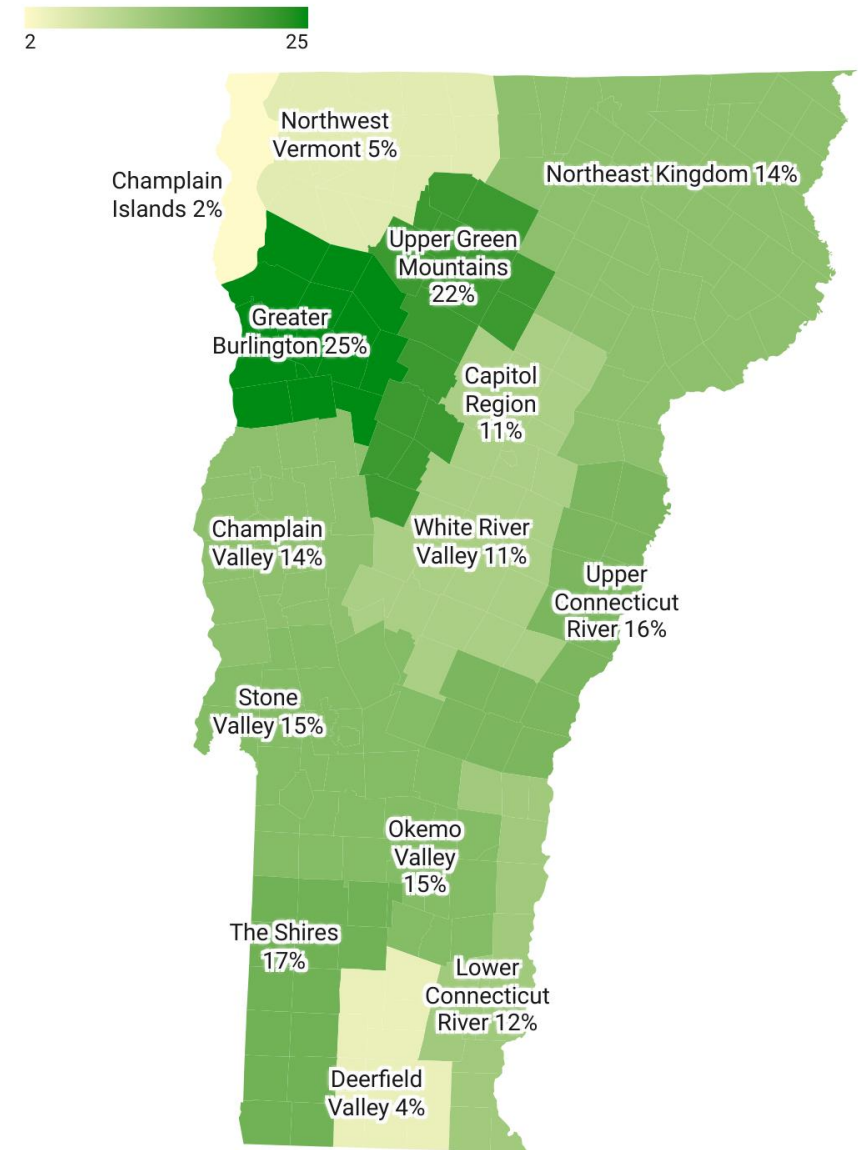 2
25
Northwest
Vermont 5%
Champlain
Islands 2%
Northeast Kingdom 14%
Upper Green
Mountains
22%
Greater
Burlington 25%
Capitol
Region
11%
Champlain
Valley 14%
White River
Valley 11%
Upper
Connecticut
River 16%
Stone
Valley 15%
Okemo
Valley
15%
The Shires
17%
Lower
Connecticut
River 12%
Deerfield
Valley 4%